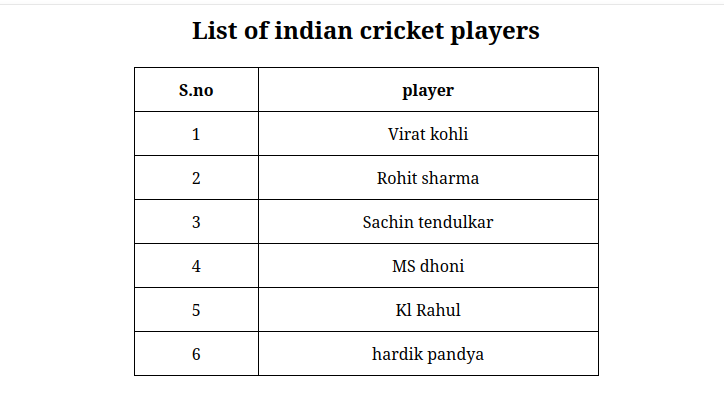 List of indian cricket players
S.no player
1 Virat kohli
2 Rohit sharma
3 Sachin tendulkar
4 MS dhoni
5 Kl Rahul
6 hardik pandya